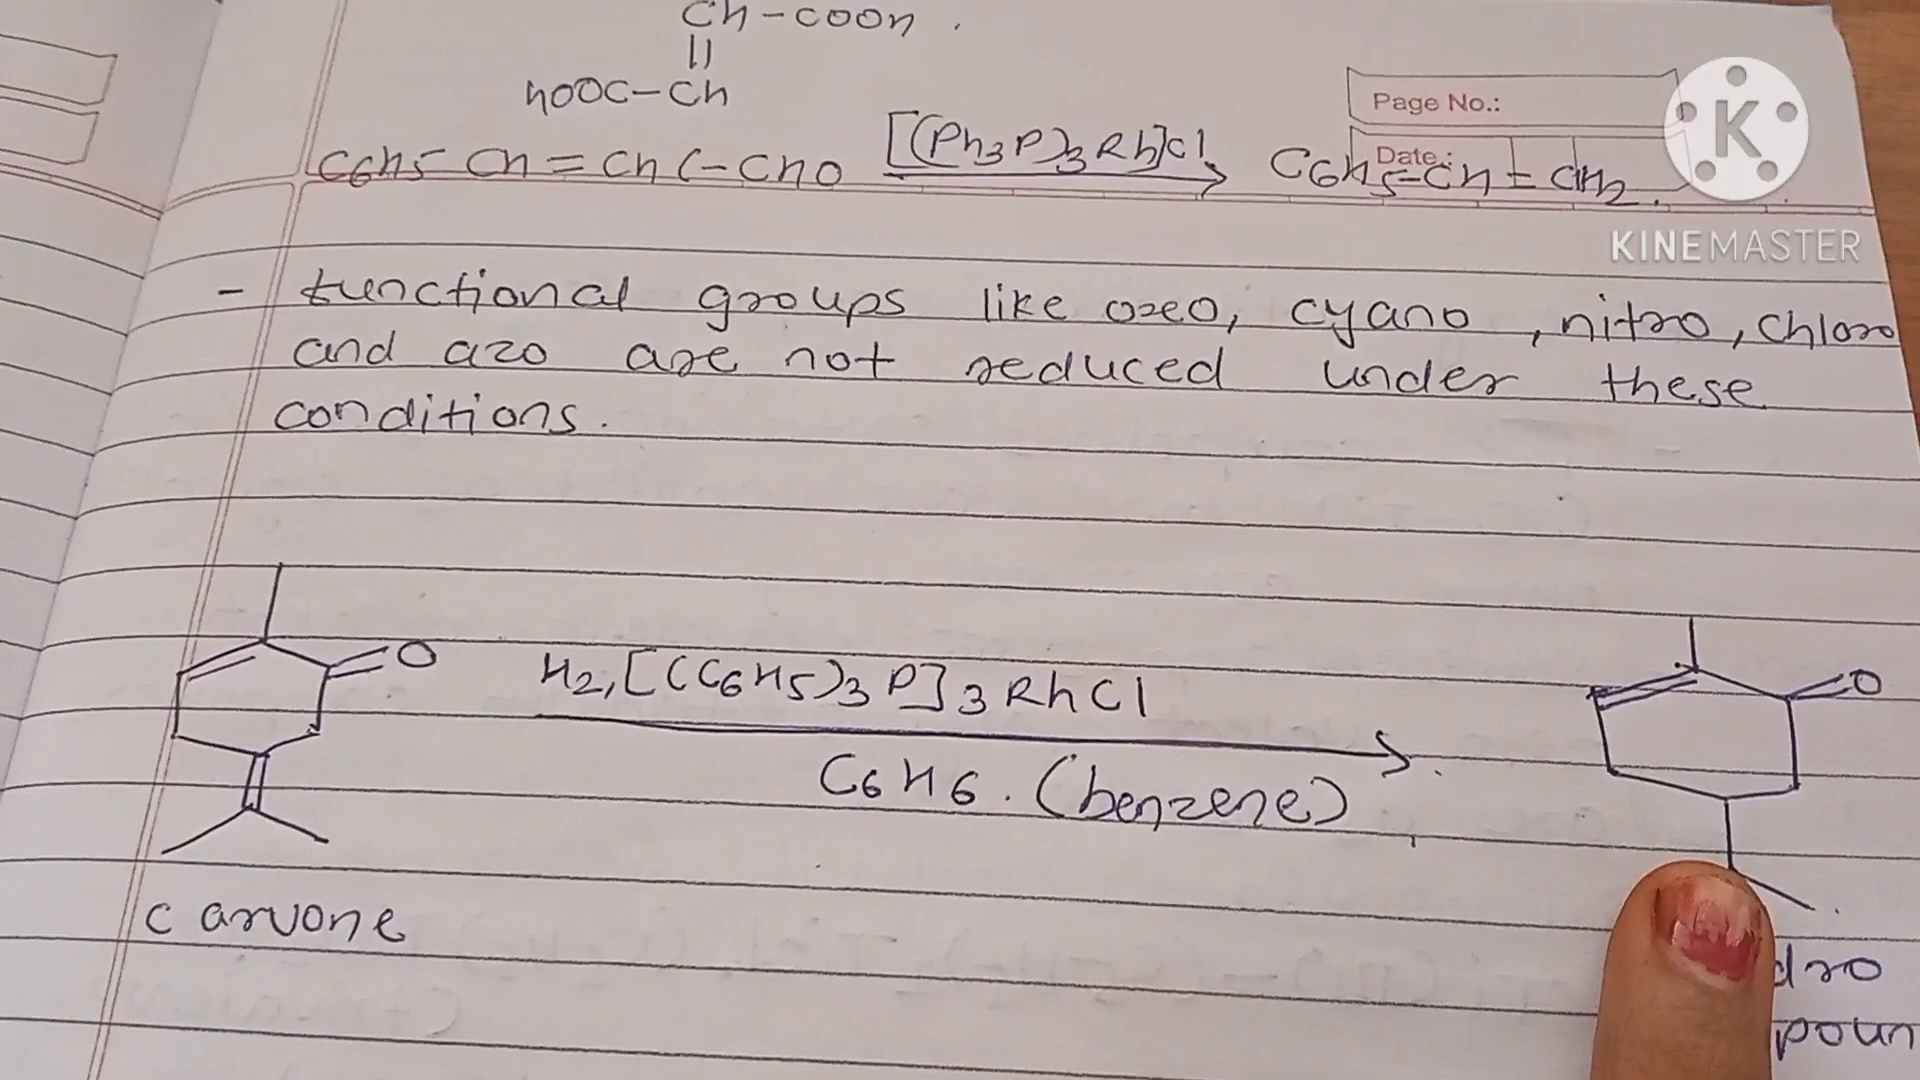 Ch-COOh.
||
hOOC-Ch
C6h5-Ch=Ch(-ChO [(Ph3P)3Rh]Cl C6h5-Ch=Ch2.
Page No.:
Date:
K
KINEMASTER
- functional groups like oxo, cyano, nitro, chloro
and azo are not reduced under these
conditions.
O
H2,[(C6H5)3P]3RhCl
O
C6H6. (benzene)
carvone
dro
poun